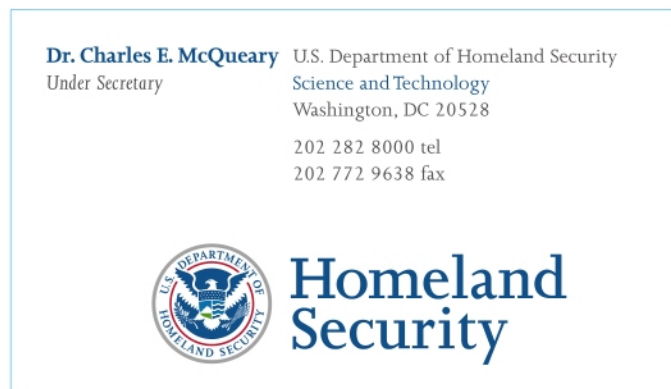 Dr. Charles E. McQueary
Under Secretary
U.S. Department of Homeland Security
Science and Technology
Washington, DC 20528
202 282 8000 tel
202 772 9638 fax
U.S. DEPARTMENT OF
HOMELAND SECURITY
Homeland
Security